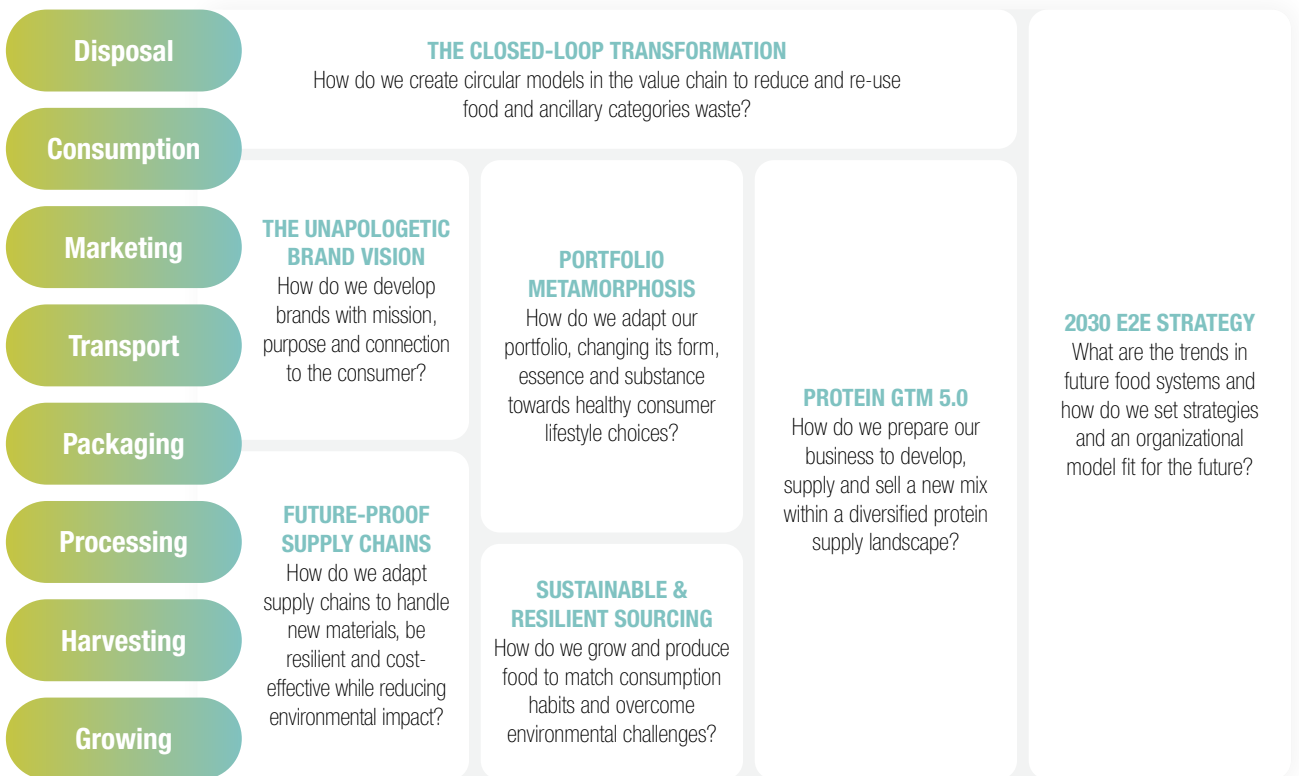 Disposal
Consumption
Marketing
Transport
Packaging
Processing
Harvesting
Growing
THE CLOSED-LOOP TRANSFORMATION
How do we create circular models in the value chain to reduce and re-use
food and ancillary categories waste?
THE UNAPOLOGETIC
BRAND VISION
How do we develop
brands with mission,
purpose and connection
to the consumer?
FUTURE-PROOF
SUPPLY CHAINS
How do we adapt
supply chains to handle
new materials, be
resilient and cost-
effective while reducing
environmental impact?
PORTFOLIO
METAMORPHOSIS
How do we adapt our
portfolio, changing its form,
essence and substance
towards healthy consumer
lifestyle choices?
SUSTAINABLE &
RESILIENT SOURCING
How do we grow and produce
food to match consumption
habits and overcome
environmental challenges?
PROTEIN GTM 5.0
How do we prepare our
business to develop,
supply and sell a new mix
within a diversified protein
supply landscape?
2030 E2E STRATEGY
What are the trends in
future food systems and
how do we set strategies
and an organizational
model fit for the future?